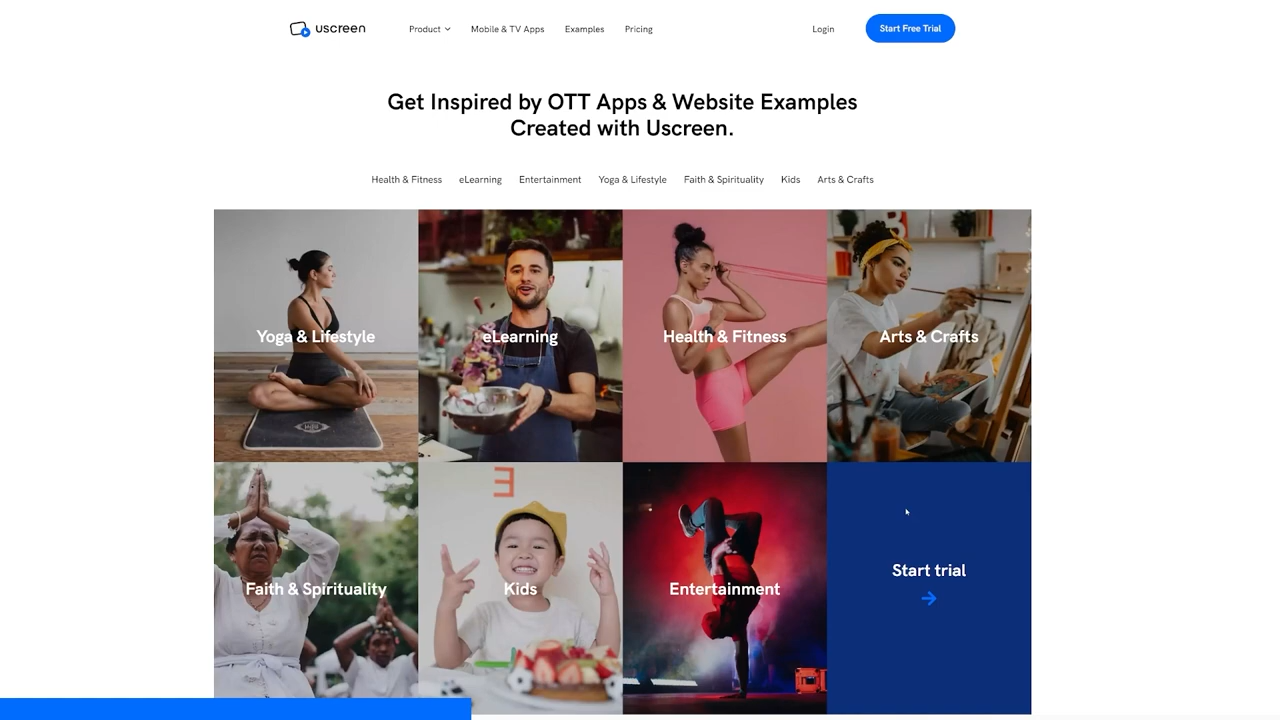 uscreen
Product
Mobile & TV Apps
Examples
Pricing
Login
Start Free Trial
Get Inspired by OTT Apps & Website Examples
Created with Uscreen.
Health & Fitness
eLearning
Entertainment
Yoga & Lifestyle
Faith & Spirituality
Kids
Arts & Crafts
Yoga & Lifestyle
eLearning
Health & Fitness
Arts & Crafts
Faith & Spirituality
Kids
Entertainment
Start trial